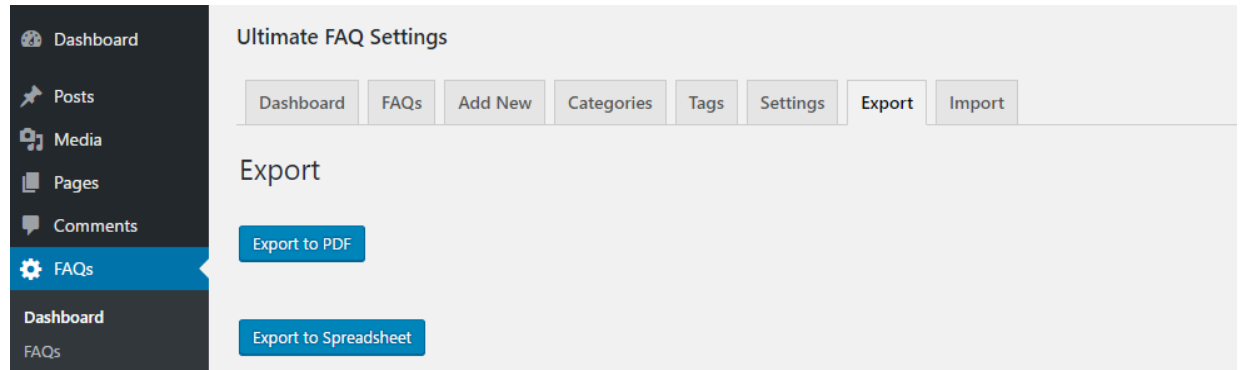 Dashboard
Posts
Media
Pages
Comments
FAQs
Dashboard
FAQs
Ultimate FAQ Settings
Dashboard FAQs Add New Categories Tags Settings Export Import
Export
Export to PDF
Export to Spreadsheet